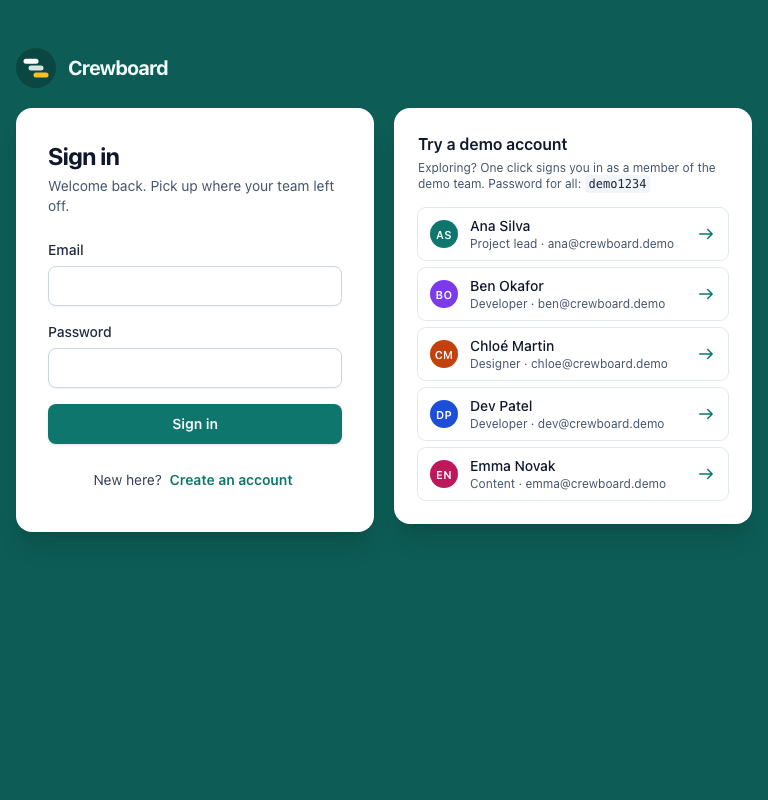 Crewboard
Sign in
Welcome back. Pick up where your team left
off.
Email
Password
Sign in
New here? Create an account
Try a demo account
Exploring? One click signs you in as a member of the
demo team. Password for all: demo1234
AS
Ana Silva
Project lead · ana@crewboard.demo
BO
Ben Okafor
Developer · ben@crewboard.demo
CM
Chloé Martin
Designer · chloe@crewboard.demo
DP
Dev Patel
Developer · dev@crewboard.demo
EN
Emma Novak
Content · emma@crewboard.demo